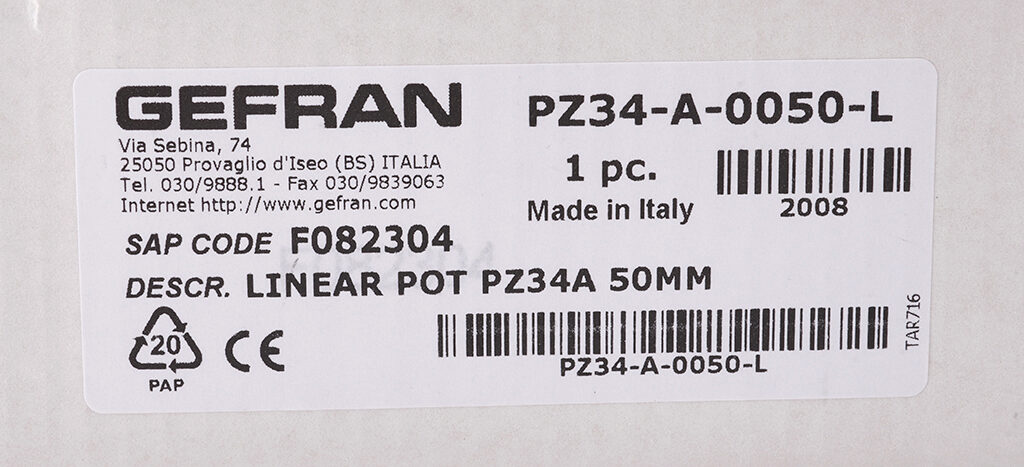 GEFRAN
Via Sebina, 74
25050 Provaglio d'Iseo (BS) ITALIA
Tel. 030/9888.1 - Fax 030/9839063
Internet http://www.gefran.com
PZ34-A-0050-L
1 pc.
Made in Italy
2008
SAP CODE F082304
DESCR. LINEAR POT PZ34A 50MM
20
PAP
CE
PZ34-A-0050-L
TAR716